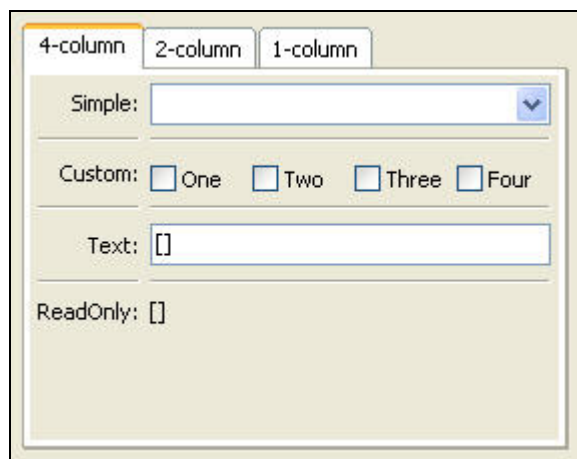 4-column 2-column 1-column
Simple:
Custom: One Two Three Four
Text: []
ReadOnly: []